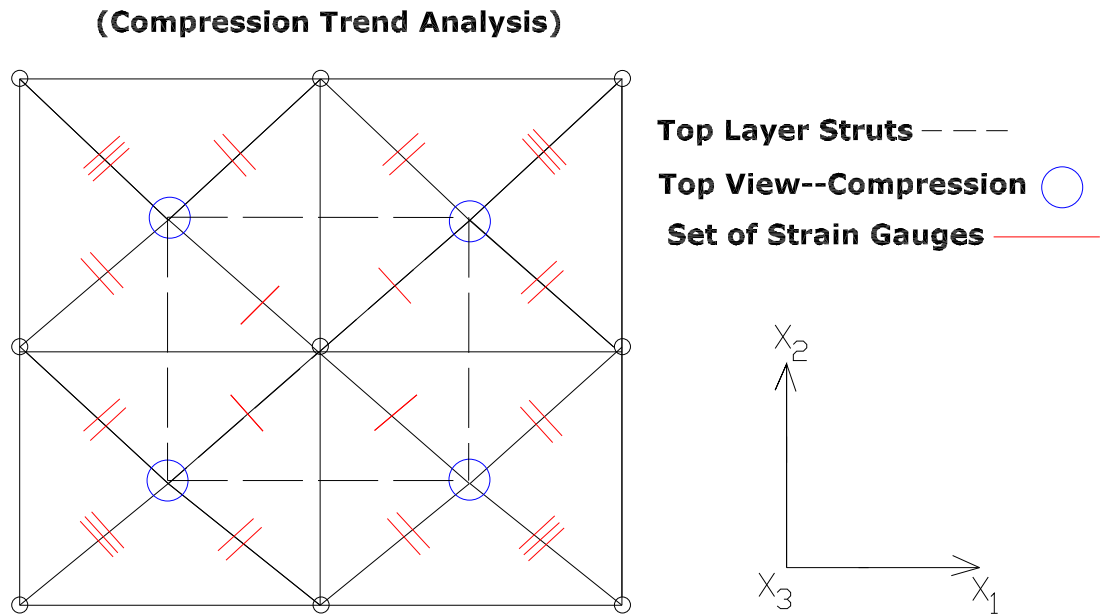 (Compression Trend Analysis)
Top Layer Struts
Top View--Compression
Set of Strain Gauges
X2
X3
X1